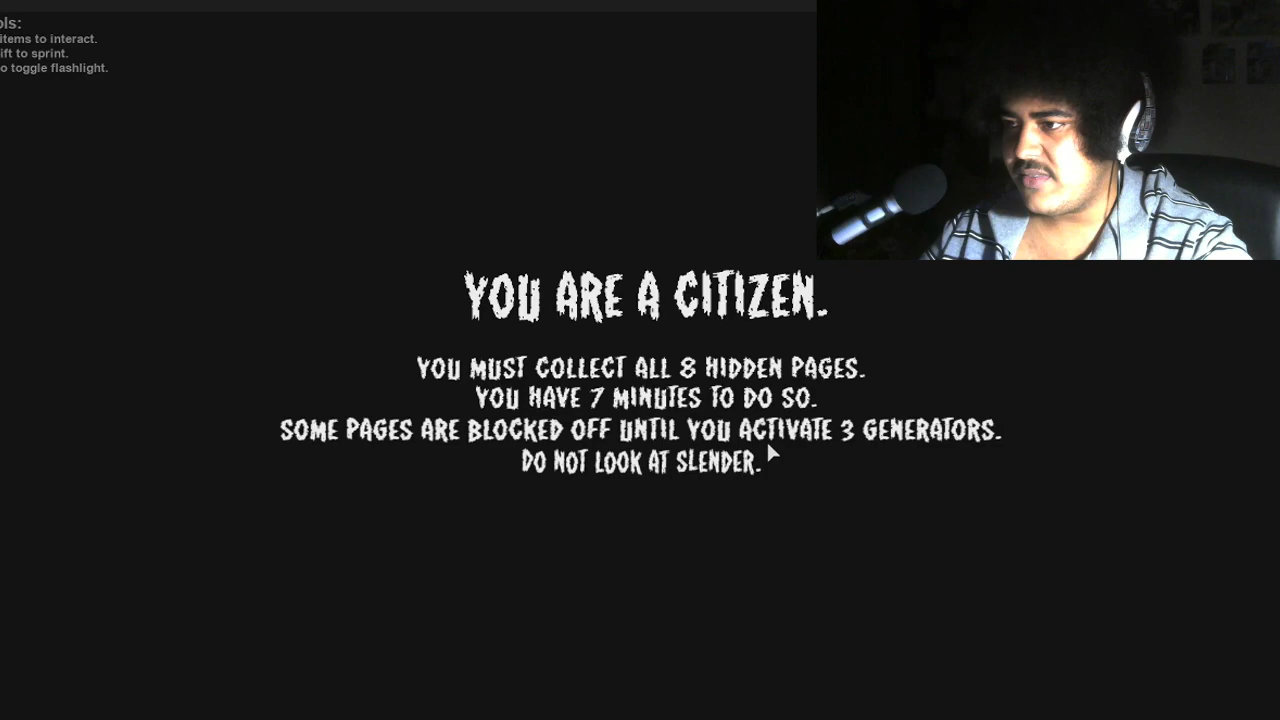 ols:
items to interact.
ift to sprint.
o toggle flashlight.
YOU ARE A CITIZEN.
YOU MUST COLLECT ALL 8 HIDDEN PAGES.
YOU HAVE 7 MINUTES TO DO SO.
SOME PAGES ARE BLOCKED OFF UNTIL YOU ACTIVATE 3 GENERATORS.
DO NOT LOOK AT SLENDER.